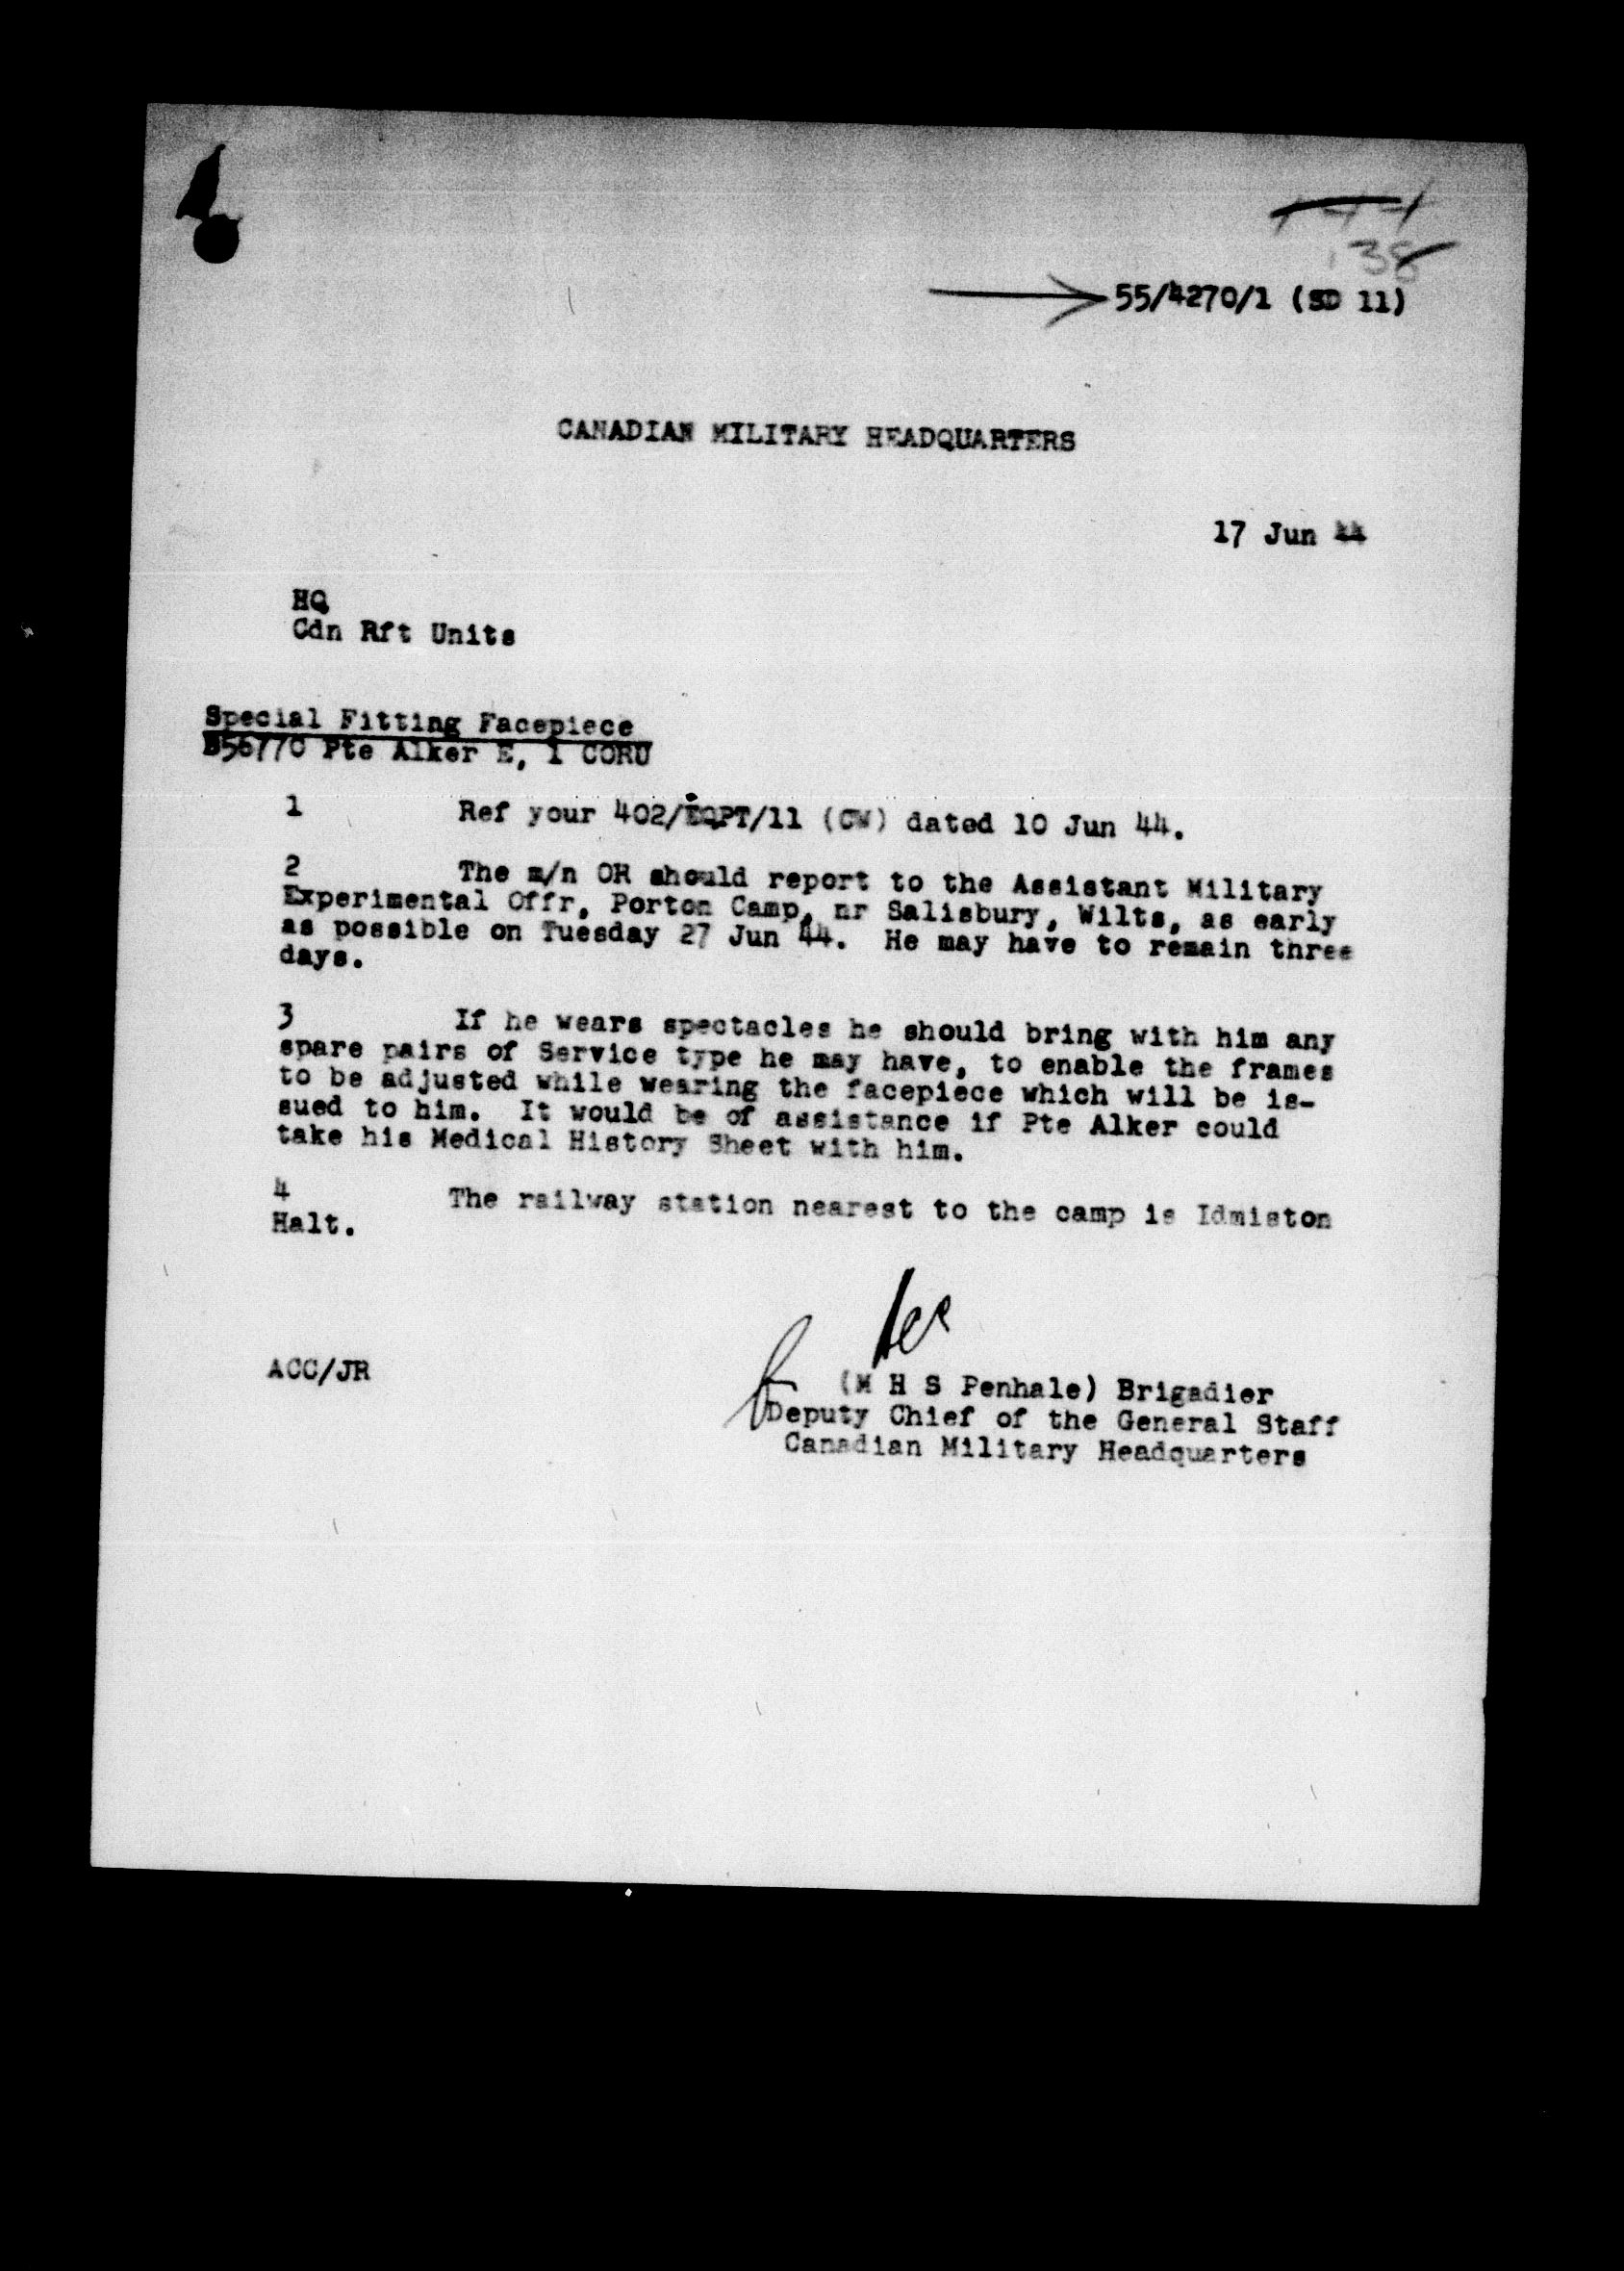 138
55/4270/1 (SD 11)
CANADIAN MILITARY HEADQUARTERS
17 Jun 44
HQ
Cdn Rft Units
Special Fitting Facepiece
B56770 Pte Alker E, 1 CORU
1 Ref your 402/EQPT/11 (CW) dated 10 Jun 44.
2 The m/n OR should report to the Assistant Military
Experimental Offr, Porton Camp, nr Salisbury, Wilts, as early
as possible on Tuesday 27 Jun 44. He may have to remain three
days.
3 If he wears spectacles he should bring with him any
spare pairs of Service type he may have, to enable the frames
to be adjusted while wearing the facepiece which will be is-
sued to him. It would be of assistance if Pte Alker could
take his Medical History Sheet with him.
4 The railway station nearest to the camp is Idmiston
Halt.
ACC/JR
(M H S Penhale) Brigadier
Deputy Chief of the General Staff
Canadian Military Headquarters